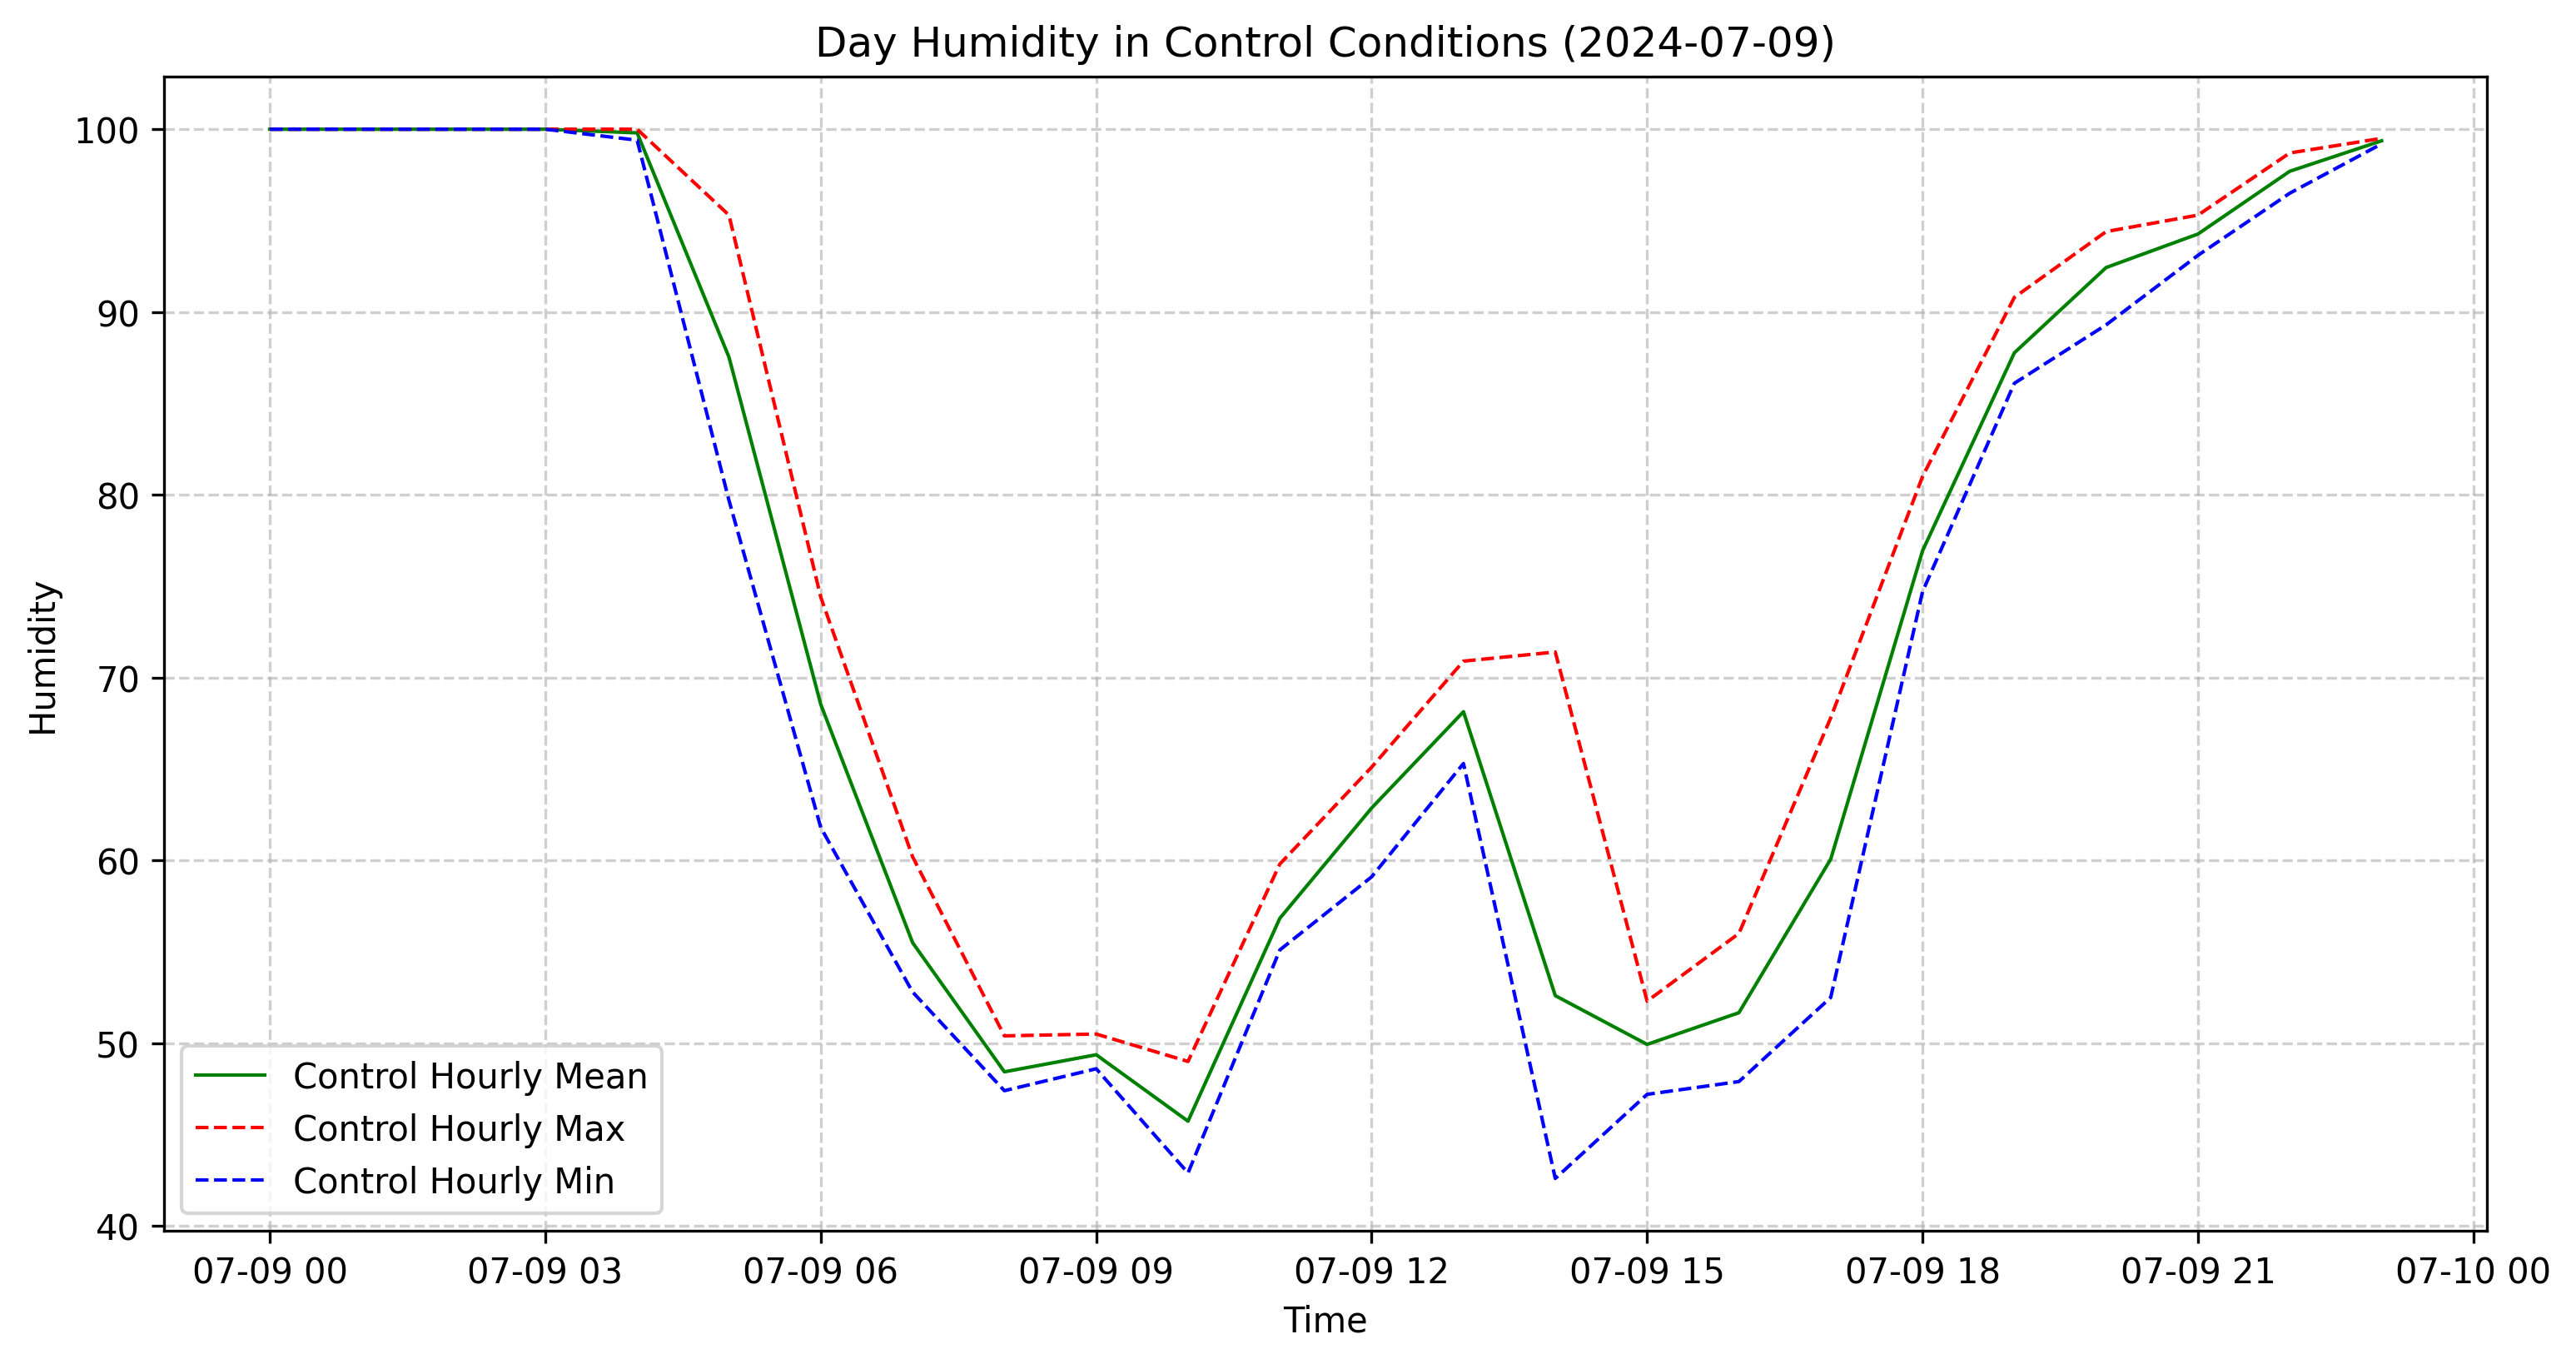 Day Humidity in Control Conditions (2024-07-09)
Humidity
100
90
80
70
60
50
40
Control Hourly Mean
Control Hourly Max
Control Hourly Min
07-09 00 07-09 03 07-09 06 07-09 09 07-09 12 07-09 15 07-09 18 07-09 21 07-10 00
Time